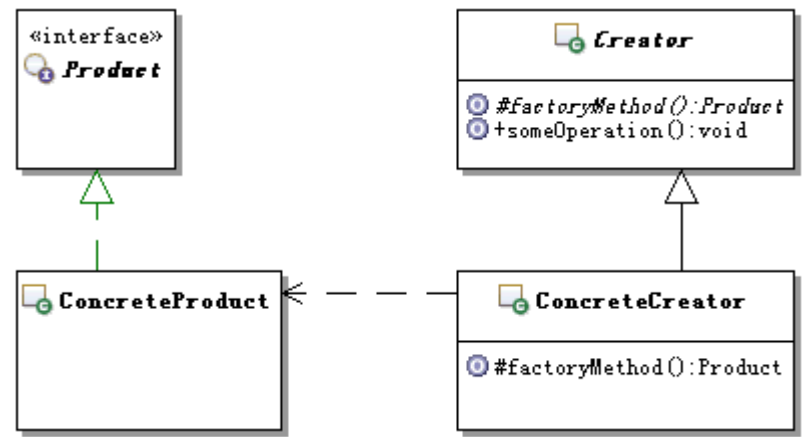 «interface»
Product
Creator
#factoryMethod():Product
+someOperation():void
ConcreteProduct
ConcreteCreator
#factoryMethod():Product